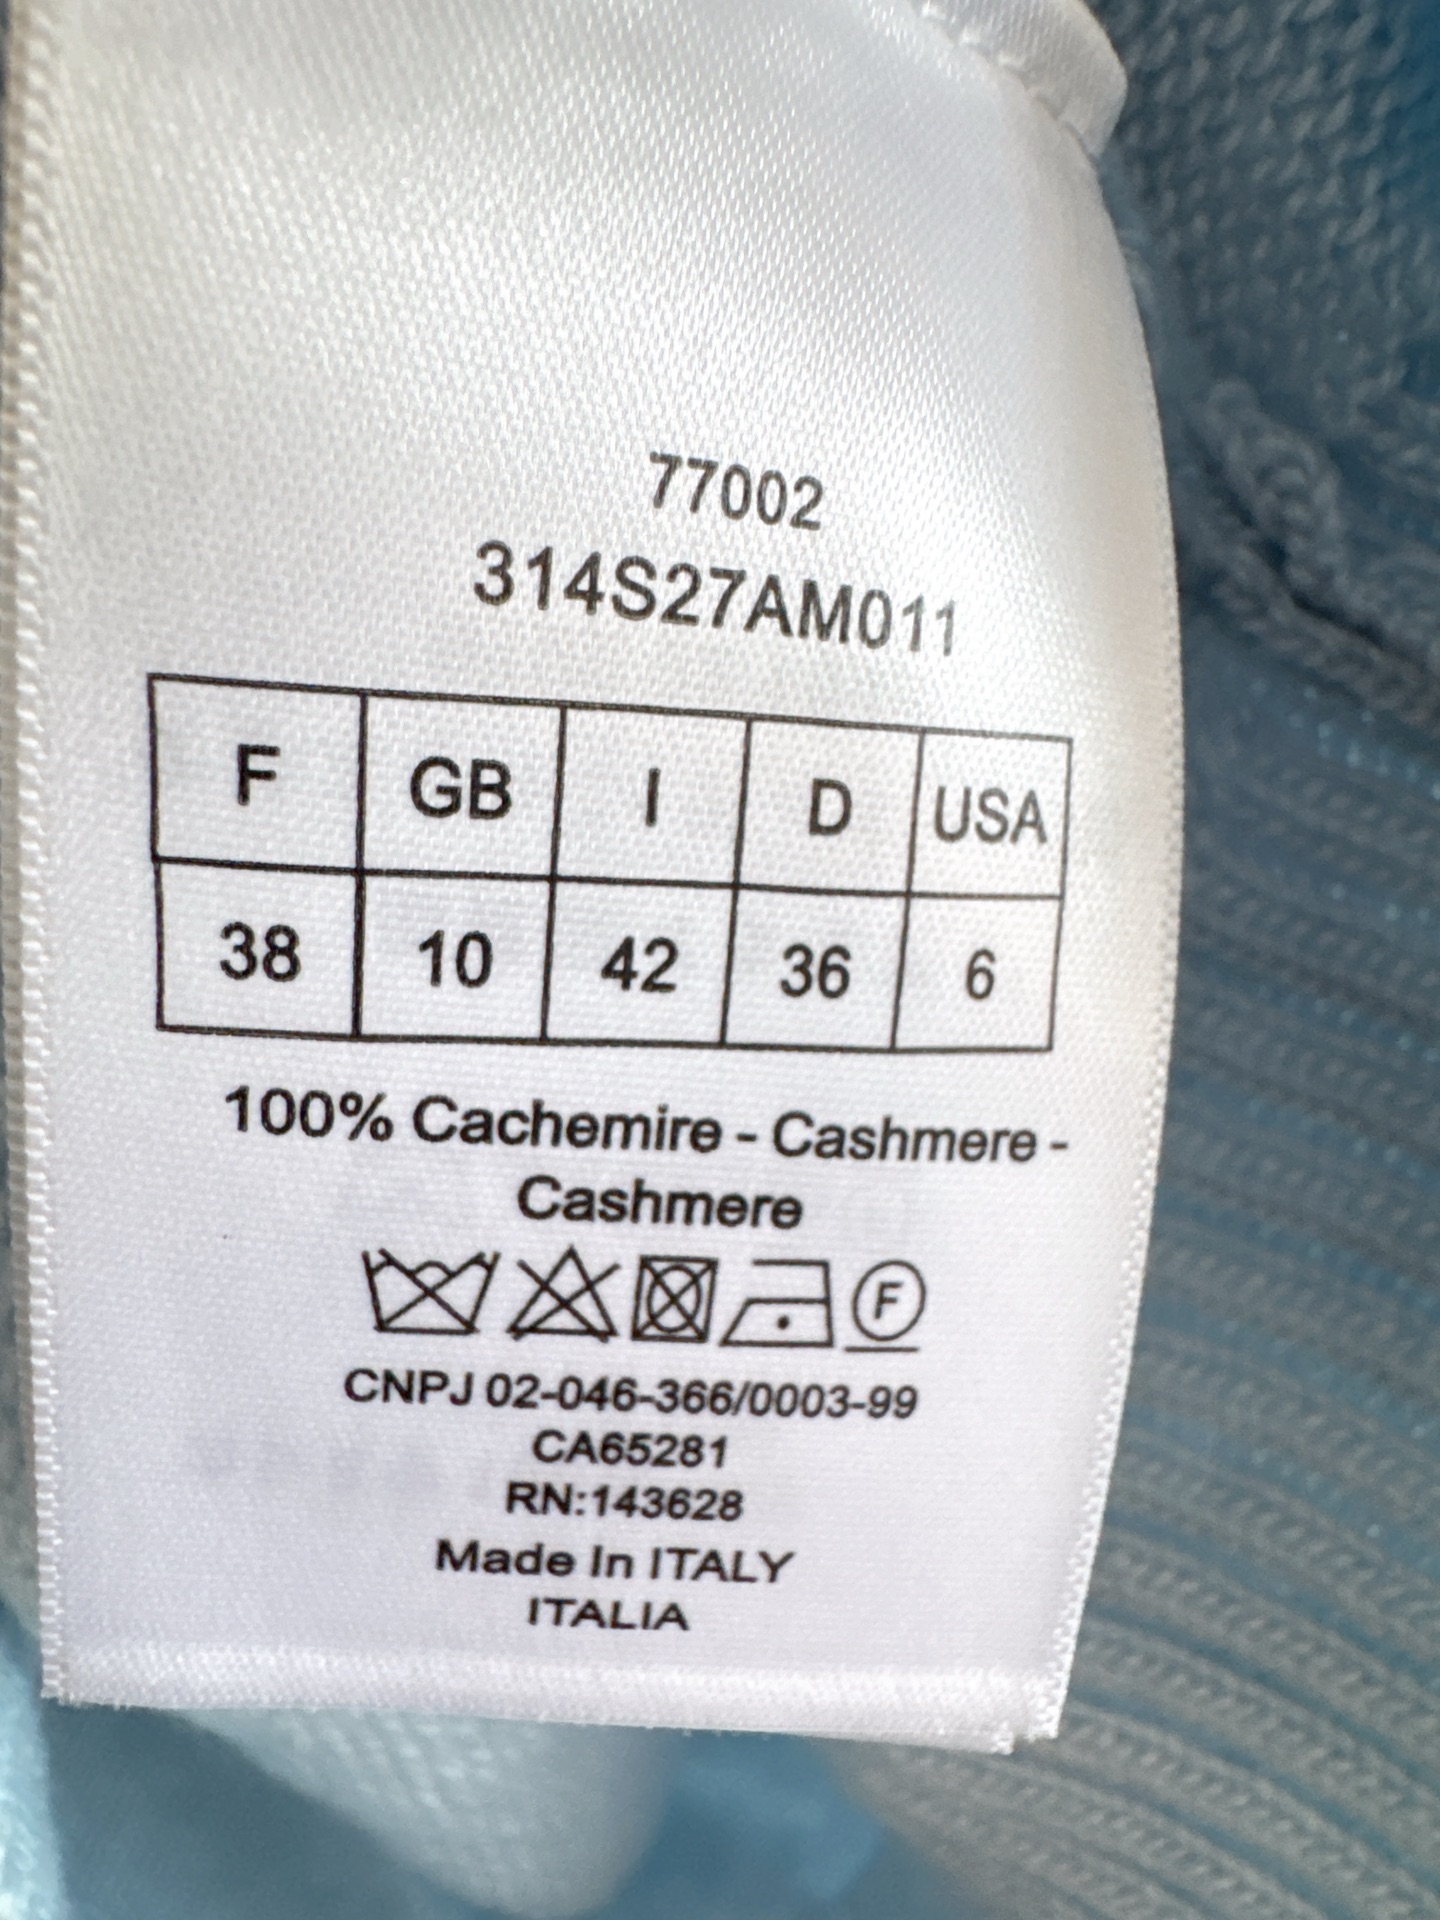 77002
314S27AM011
F GB I D USA
38 10 42 36 6
100% Cachemire - Cashmere -
Cashmere
F
CNPJ 02-046-366/0003-99
CA65281
RN:143628
Made In ITALY
ITALIA